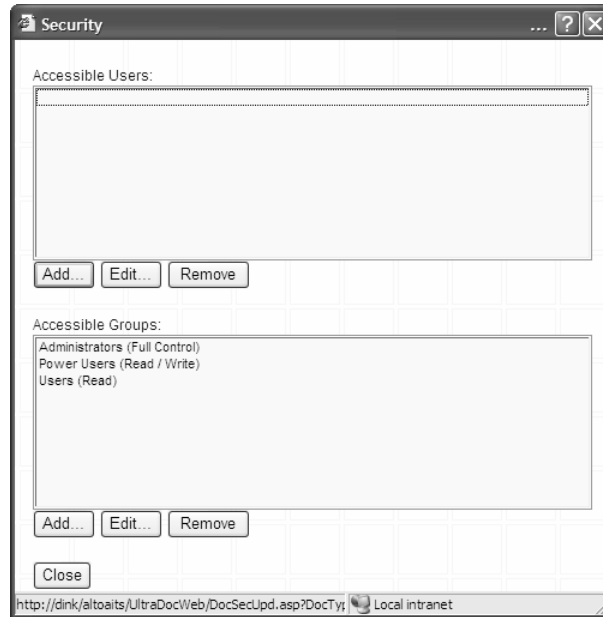 Security ... ?
Accessible Users:
Add... Edit... Remove
Accessible Groups:
Administrators (Full Control)
Power Users (Read / Write)
Users (Read)
Add... Edit... Remove
Close
http://dink/altoaits/UltraDocWeb/DocSecUpd.asp?DocTyp Local intranet